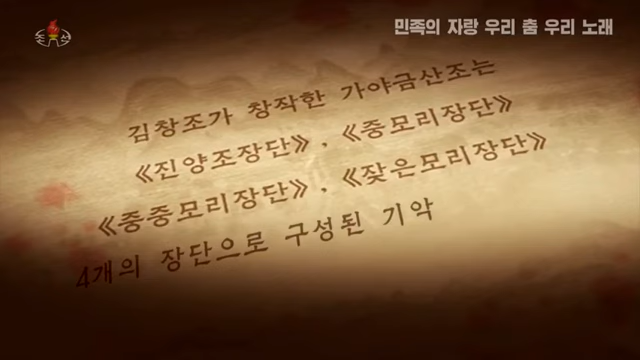 조선
민족의 자랑 우리 춤 우리 노래
김창조가 창작한 가야금산조는
《진양조장단》, 《중모리장단》
《중중모리장단》, 《잦은모리장단》
4개의 장단으로 구성된 기악